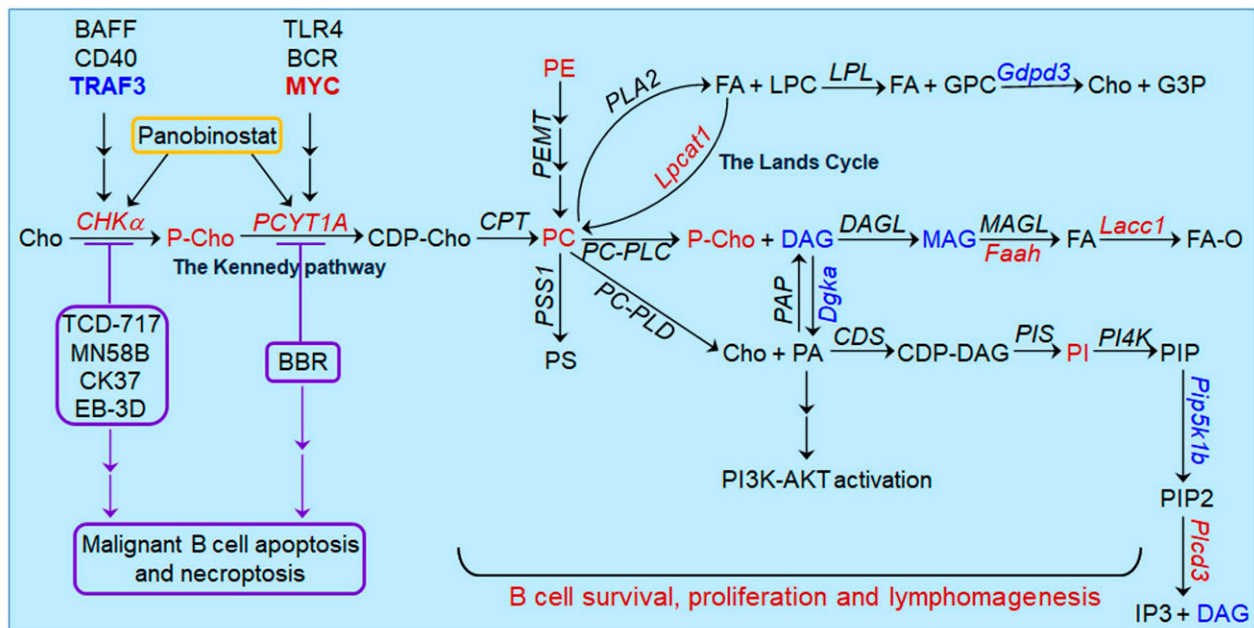 BAFF
CD40
TRAF3
TLR4
BCR
MYC
Panobinostat
Cho
CHKα
P-Cho
PCYT1A
CDP-Cho
CPT
PC
The Kennedy pathway
TCD-717
MN58B
CK37
EB-3D
BBR
Malignant B cell apoptosis
and necroptosis
PE
PEMT
PLA2
FA + LPC
LPL
FA + GPC
Gdpd3
Cho + G3P
Lpcat1
The Lands Cycle
PC-PLC
P-Cho + DAG
DAGL
MAG
MAGL
Faah
FA
Lacc1
FA-O
PSS1
PS
PC-PLD
PAP
Dgka
Cho + PA
CDS
CDP-DAG
PIS
PI
PI4K
PIP
Pip5k1b
PIP2
Plcd3
IP3 + DAG
PI3K-AKT activation
B cell survival, proliferation and lymphomagenesis